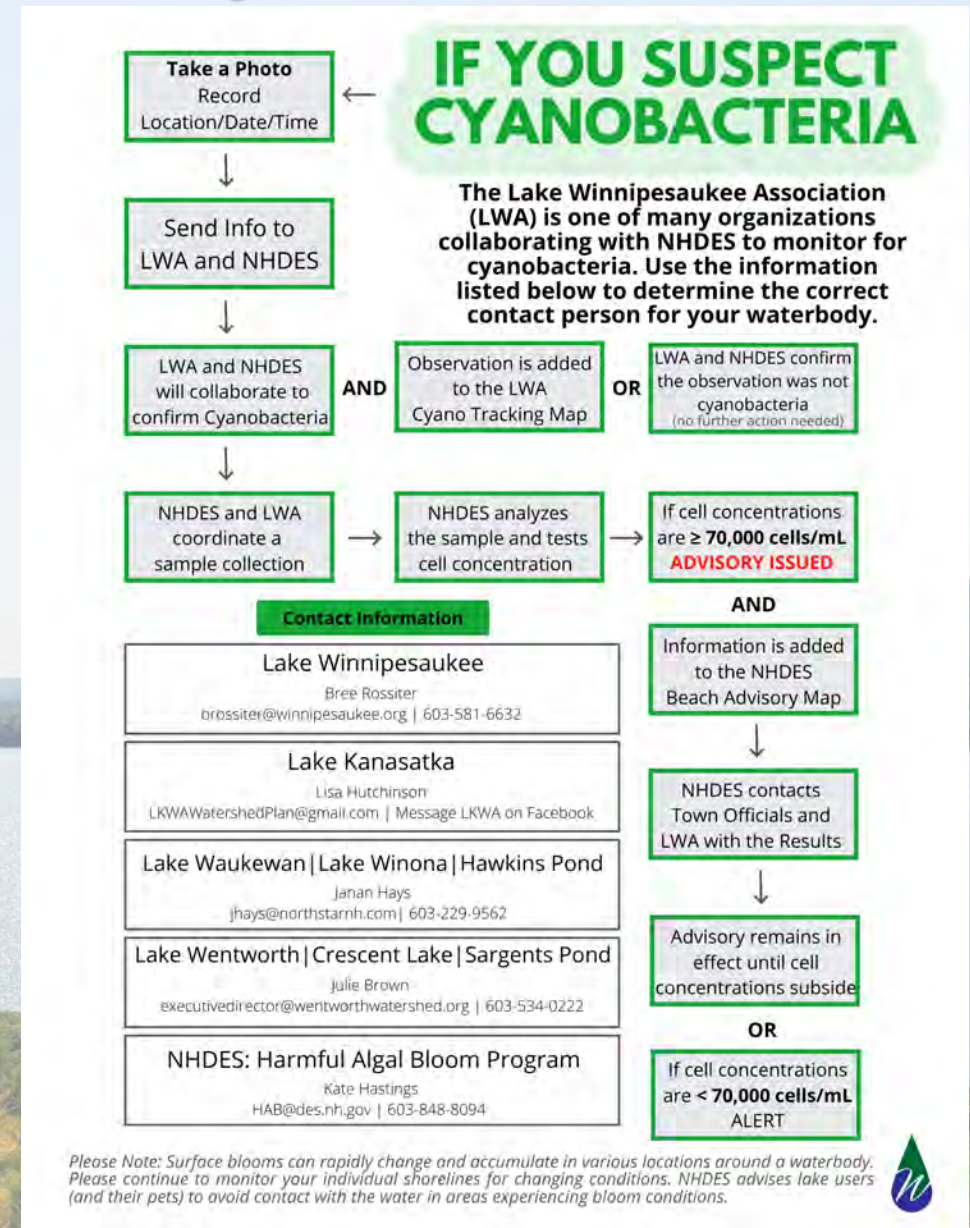 IF YOU SUSPECT
CYANOBACTERIA
The Lake Winnipesaukee Association
(LWA) is one of many organizations
collaborating with NHDES to monitor for
cyanobacteria. Use the information
listed below to determine the correct
contact person for your waterbody.
Take a Photo
Record
Location/Date/Time
Send Info to
LWA and NHDES
LWA and NHDES
will collaborate to
confirm Cyanobacteria
AND
Observation is added
to the LWA
Cyano Tracking Map
OR
LWA and NHDES confirm
the observation was not
cyanobacteria
(no further action needed)
NHDES and LWA
coordinate a
sample collection
NHDES analyzes
the sample and tests
cell concentration
If cell concentrations
are ≥ 70,000 cells/mL
ADVISORY ISSUED
AND
Information is added
to the NHDES
Beach Advisory Map
NHDES contacts
Town Officials and
LWA with the Results
Advisory remains in
effect until cell
concentrations subside
OR
If cell concentrations
are < 70,000 cells/mL
ALERT
Contact Information
Lake Winnipesaukee
Bree Rossiter
brossiter@winnipesaukee.org | 603-581-6632
Lake Kanasatka
Lisa Hutchinson
LKWAWatershedPlan@gmail.com | Message LKWA on Facebook
Lake Waukewan|Lake Winona|Hawkins Pond
Janan Hays
jhays@northstarnh.com| 603-229-9562
Lake Wentworth|Crescent Lake|Sargents Pond
Julie Brown
executivedirector@wentworthwatershed.org | 603-534-0222
NHDES: Harmful Algal Bloom Program
Kate Hastings
HAB@des.nh.gov | 603-848-8094
Please Note: Surface blooms can rapidly change and accumulate in various locations around a waterbody.
Please continue to monitor your individual shorelines for changing conditions. NHDES advises lake users
(and their pets) to avoid contact with the water in areas experiencing bloom conditions.